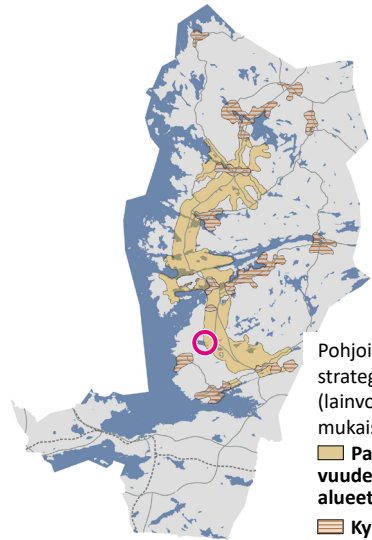 Pohjoi
strateg
(lainvo
mukais
Pa
vuude
alueet
Ky